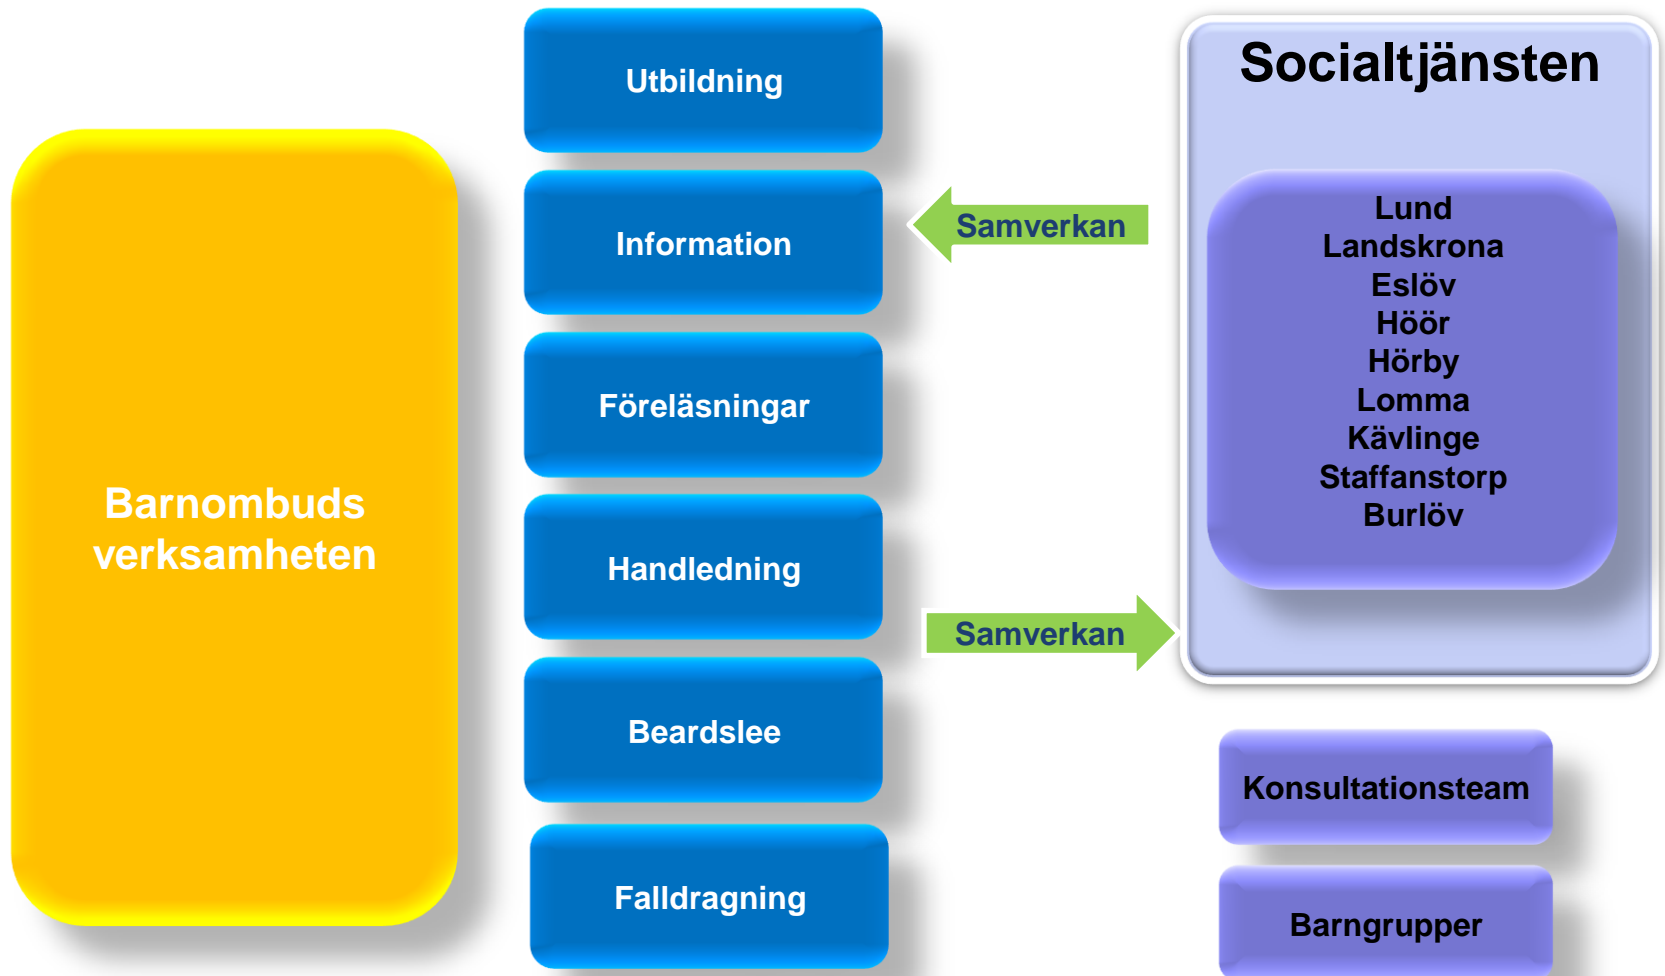 Barnombuds
verksamheten
Utbildning
Information
Föreläsningar
Handledning
Beardslee
Falldragning
Samverkan
Samverkan
Socialtjänsten
Lund
Landskrona
Eslöv
Höör
Hörby
Lomma
Kävlinge
Staffanstorp
Burlöv
Konsultationsteam
Barngrupper